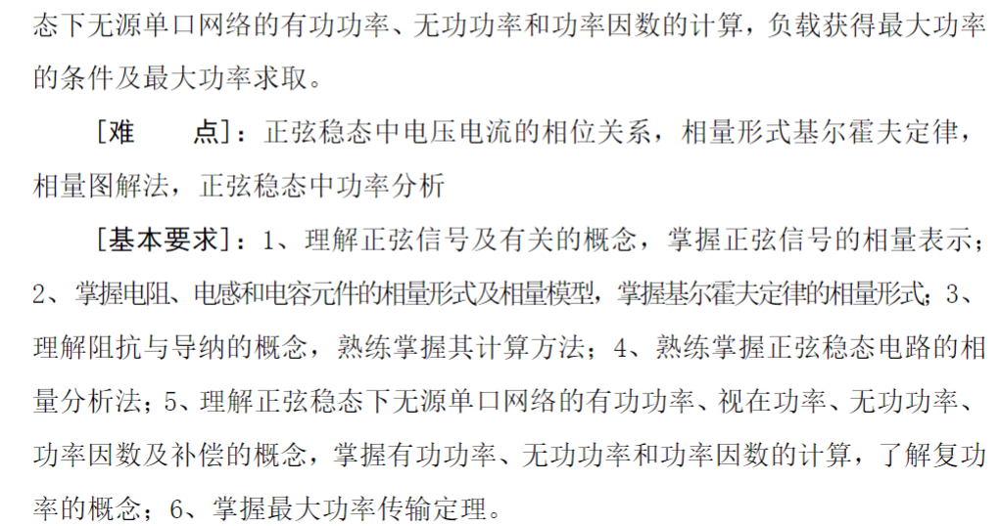 态下无源单口网络的有功功率、无功功率和功率因数的计算，负载获得最大功率
的条件及最大功率求取。
[难　　点]：正弦稳态中电压电流的相位关系，相量形式基尔霍夫定律，
相量图解法，正弦稳态中功率分析
[基本要求]：1、理解正弦信号及有关的概念，掌握正弦信号的相量表示；
2、掌握电阻、电感和电容元件的相量形式及相量模型，掌握基尔霍夫定律的相量形式；3、
理解阻抗与导纳的概念，熟练掌握其计算方法；4、熟练掌握正弦稳态电路的相
量分析法；5、理解正弦稳态下无源单口网络的有功功率、视在功率、无功功率、
功率因数及补偿的概念，掌握有功功率、无功功率和功率因数的计算，了解复功
率的概念；6、掌握最大功率传输定理。